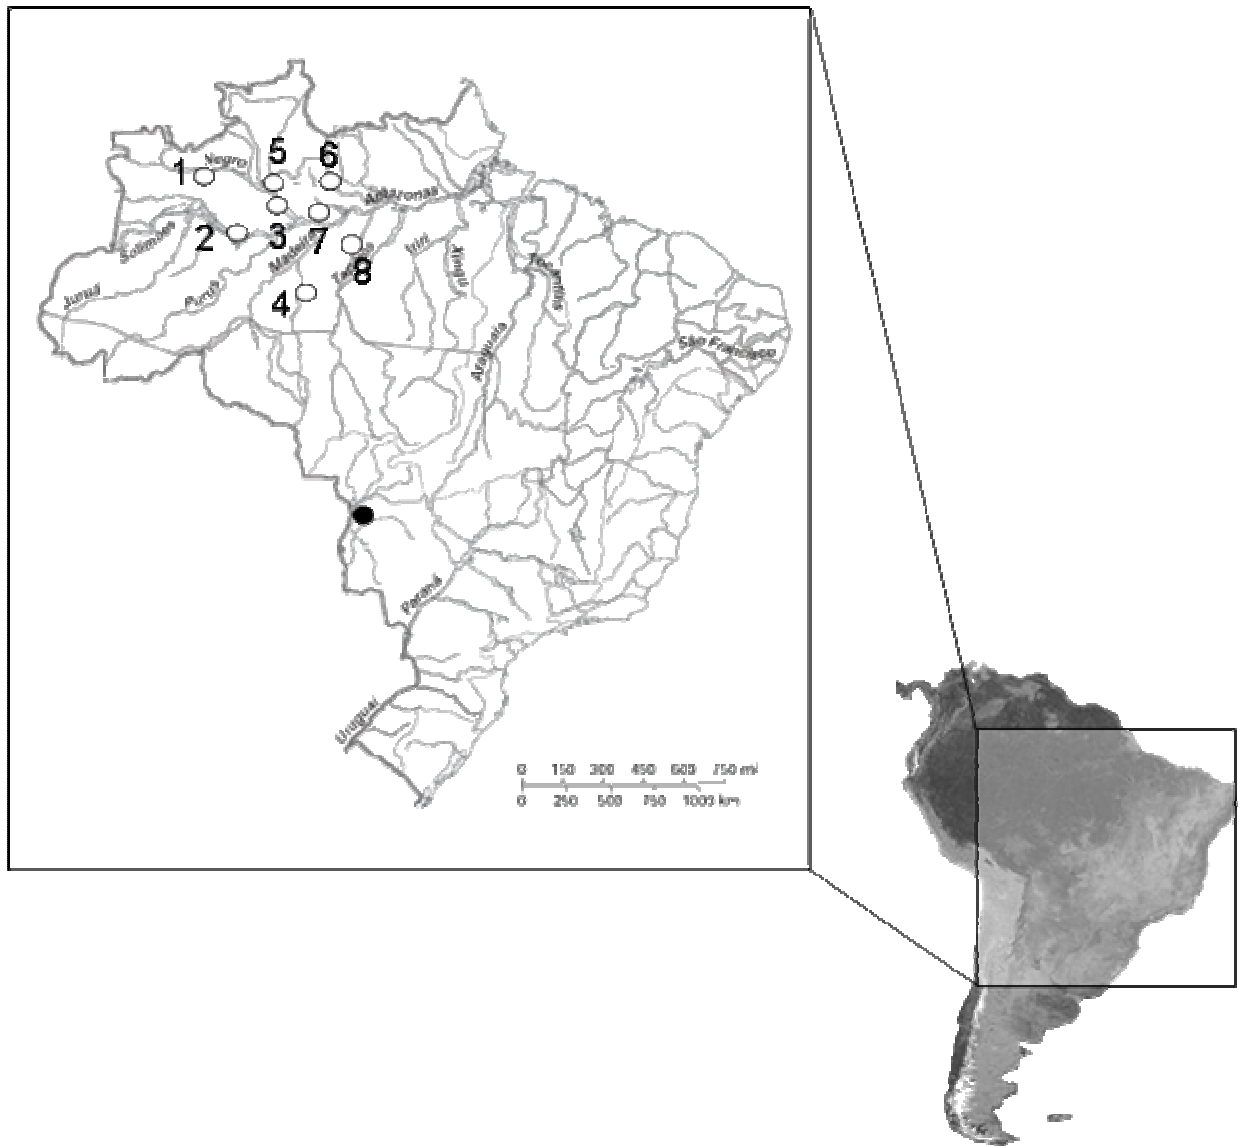 5 6
1 Negro
Amazonas
2 Solimões
3 7
Madeira
Tapajós
Iriri
Xingu
Tocantins
8
Juruá
Purus
4
São Francisco
Araguaia
Paraná
Uruguai
0 150 300 450 600 750 mi
0 250 500 750 1000 km